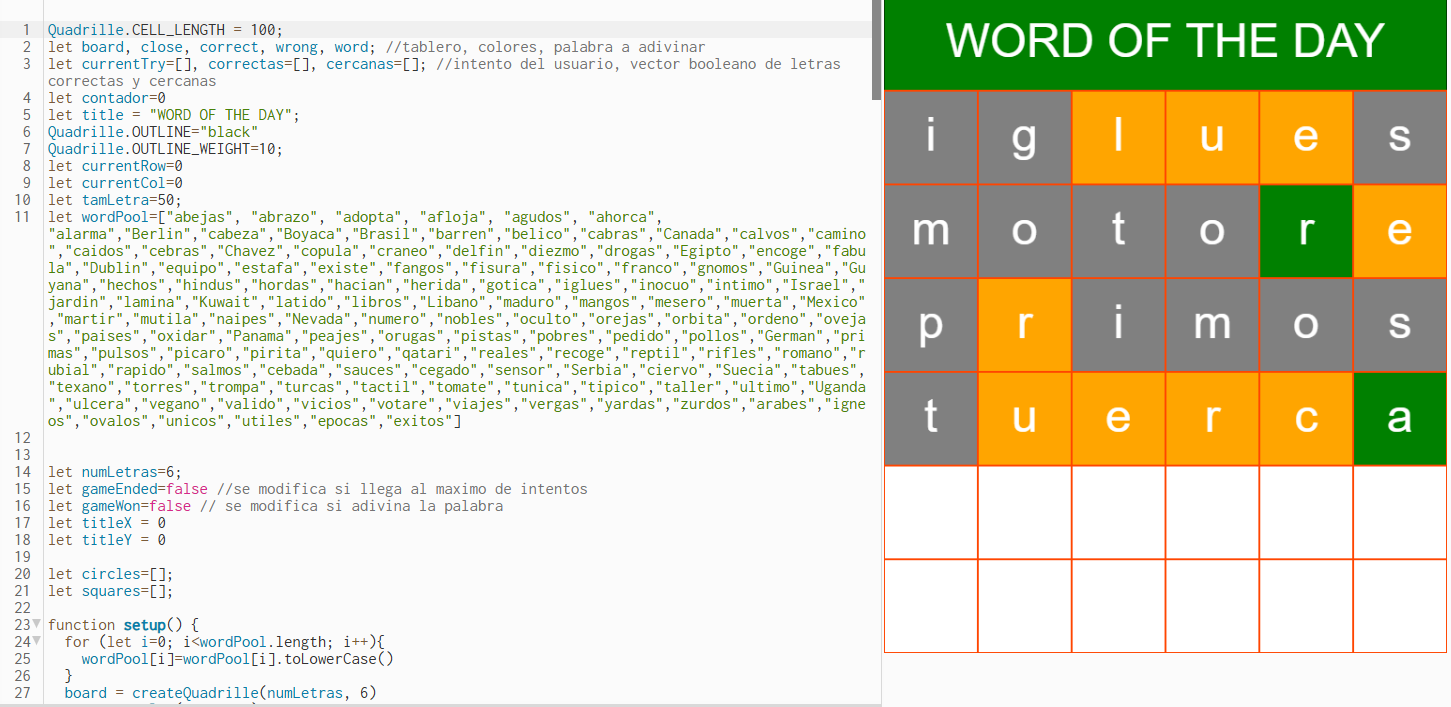 1 Quadrille.CELL_LENGTH = 100;
2 let board, close, correct, wrong, word; //tablero, colores, palabra a adivinar
3 let currentTry=[], correctas=[], cercanas=[]; //intento del usuario, vector booleano de letras
correctas y cercanas
4 let contador=0
5 let title = "WORD OF THE DAY";
6 Quadrille.OUTLINE="black"
7 Quadrille.OUTLINE_WEIGHT=10;
8 let currentRow=0
9 let currentCol=0
10 let tamLetra=50;
11 let wordPool=["abejas", "abrazo", "adopta", "afloja", "agudos", "ahorca",
"alarma","Berlin","cabeza","Boyaca","Brasil","barren","belico","cabras","Canada","calvos","camino
","caidos","cebras","Chavez","copula","craneo","delfin","diezmo","drogas","Egipto","encoge","fabu
la","Dublin","equipo","estafa","existe","fangos","fisura","fisico","franco","gnomos","Guinea","Gu
yana","hechos","hindus","hordas","hacian","herida","gotica","iglues","inocuo","intimo","Israel","
jardin","lamina","Kuwait","latido","libros","Libano","maduro","mangos","mesero","muerta","Mexico"
,"martir","mutila","naipes","Nevada","numero","nobles","oculto","orejas","orbita","ordeno","oveja
s","paises","oxidar","Panama","peajes","orugas","pistas","pobres","pedido","pollos","German","pri
mas","pulsos","picaro","pirita","quiero","qatari","reales","recoge","reptil","rifles","romano","r
ubial","rapido","salmos","cebada","sauces","cegado","sensor","Serbia","ciervo","Suecia","tabues",
"texano","torres","trompa","turcas","tactil","tomate","tunica","tipico","taller","ultimo","Uganda
","ulcera","vegano","valido","vicios","votare","viajes","vergas","yardas","zurdos","arabes","igne
os","ovalos","unicos","utiles","epocas","exitos"]
12
13
14 let numLetras=6;
15 let gameEnded=false //se modifica si llega al maximo de intentos
16 let gameWon=false // se modifica si adivina la palabra
17 let titleX = 0
18 let titleY = 0
19
20 let circles=[];
21 let squares=[];
22
23 function setup() {
24 for (let i=0; i<wordPool.length; i++){
25 wordPool[i]=wordPool[i].toLowerCase()
26 }
27 board = createQuadrille(numLetras, 6)
WORD OF THE DAY
i g l u e s
m o t o r e
p r i m o s
t u e r c a